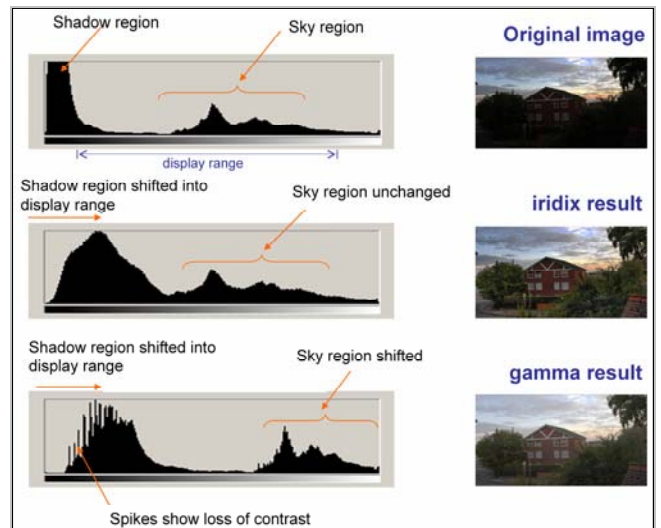 Shadow region
Sky region
Original image
display range
Shadow region shifted into
display range
Sky region unchanged
iridix result
Shadow region shifted into
display range
Sky region shifted
gamma result
Spikes show loss of contrast